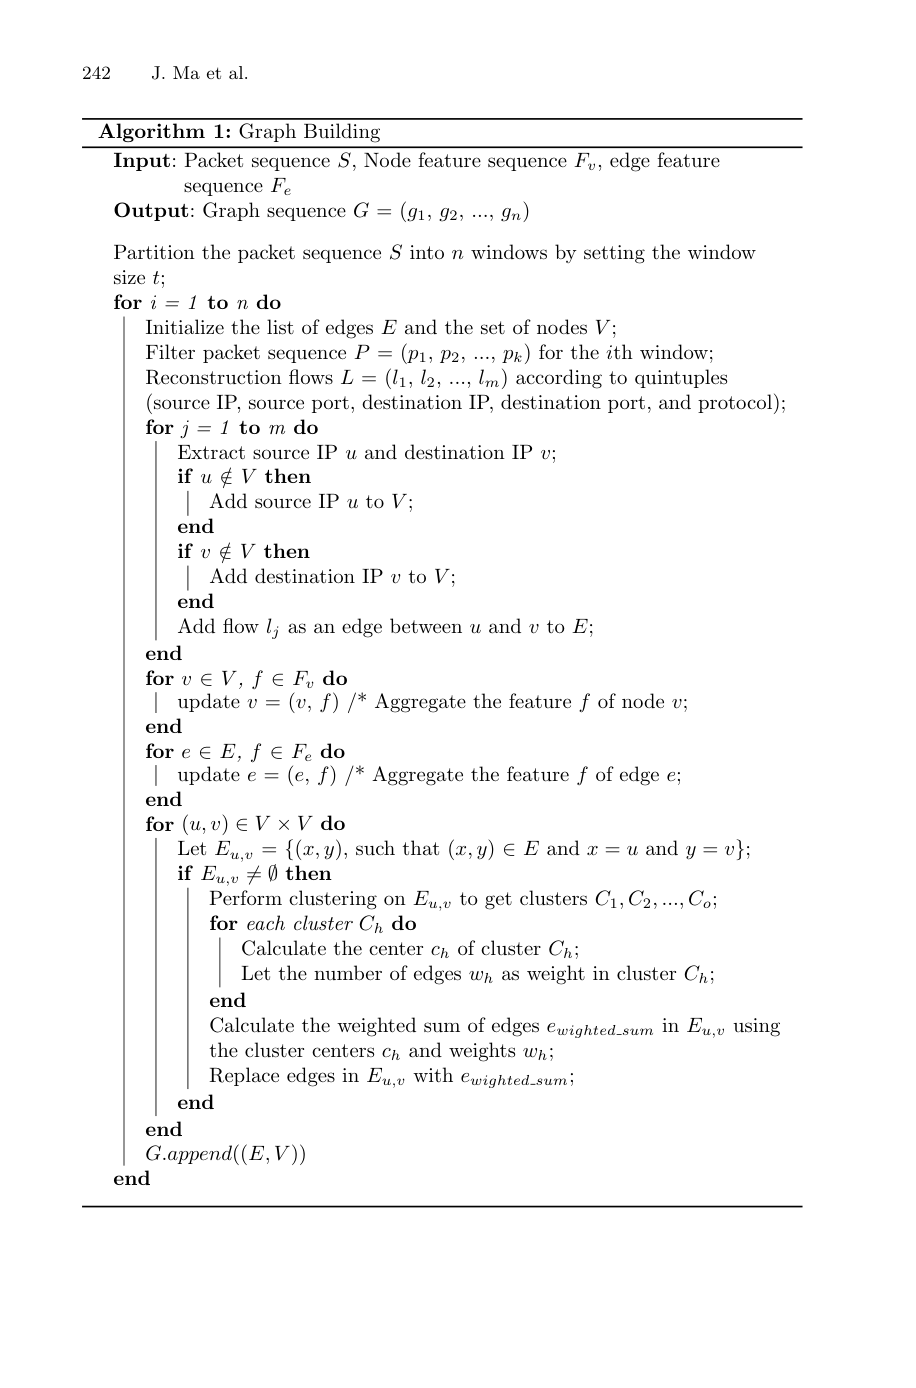 242 J. Ma et al.
Algorithm 1: Graph Building
Input: Packet sequence S, Node feature sequence F_v, edge feature
sequence F_e
Output: Graph sequence G = (g_1, g_2, ..., g_n)
Partition the packet sequence S into n windows by setting the window
size t;
for i = 1 to n do
Initialize the list of edges E and the set of nodes V;
Filter packet sequence P = (p_1, p_2, ..., p_k) for the ith window;
Reconstruction flows L = (l_1, l_2, ..., l_m) according to quintuples
(source IP, source port, destination IP, destination port, and protocol);
for j = 1 to m do
Extract source IP u and destination IP v;
if u ∉ V then
Add source IP u to V;
end
if v ∉ V then
Add destination IP v to V;
end
Add flow l_j as an edge between u and v to E;
end
for v ∈ V, f ∈ F_v do
update v = (v, f) /* Aggregate the feature f of node v;
end
for e ∈ E, f ∈ F_e do
update e = (e, f) /* Aggregate the feature f of edge e;
end
for (u, v) ∈ V × V do
Let E_{u,v} = {(x, y), such that (x, y) ∈ E and x = u and y = v};
if E_{u,v} ≠ ∅ then
Perform clustering on E_{u,v} to get clusters C_1, C_2, ..., C_o;
for each cluster C_h do
Calculate the center c_h of cluster C_h;
Let the number of edges w_h as weight in cluster C_h;
end
Calculate the weighted sum of edges e_{wighted_sum} in E_{u,v} using
the cluster centers c_h and weights w_h;
Replace edges in E_{u,v} with e_{wighted_sum};
end
end
G.append((E, V))
end